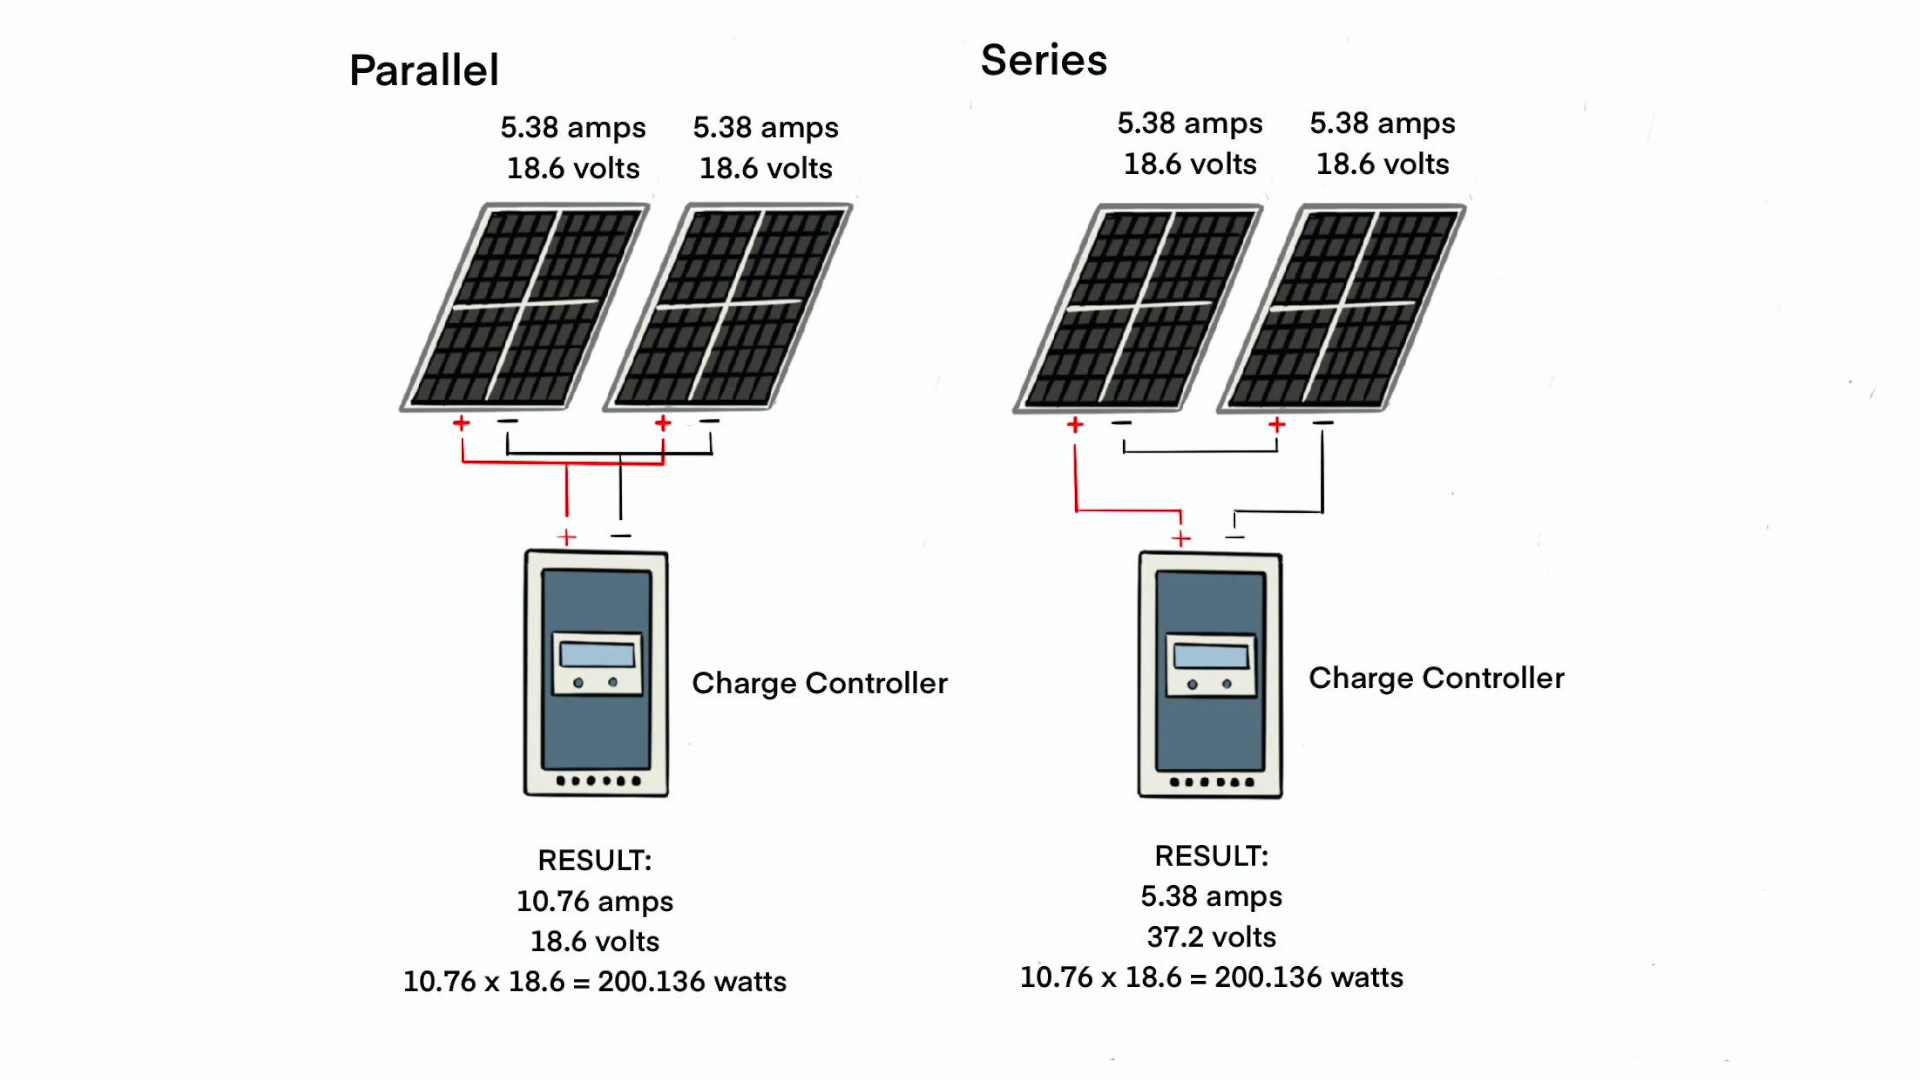 Parallel
5.38 amps 5.38 amps
18.6 volts 18.6 volts
+ − + −
+ −
Charge Controller
RESULT:
10.76 amps
18.6 volts
10.76 x 18.6 = 200.136 watts
Series
5.38 amps 5.38 amps
18.6 volts 18.6 volts
+ − + −
+ −
Charge Controller
RESULT:
5.38 amps
37.2 volts
10.76 x 18.6 = 200.136 watts